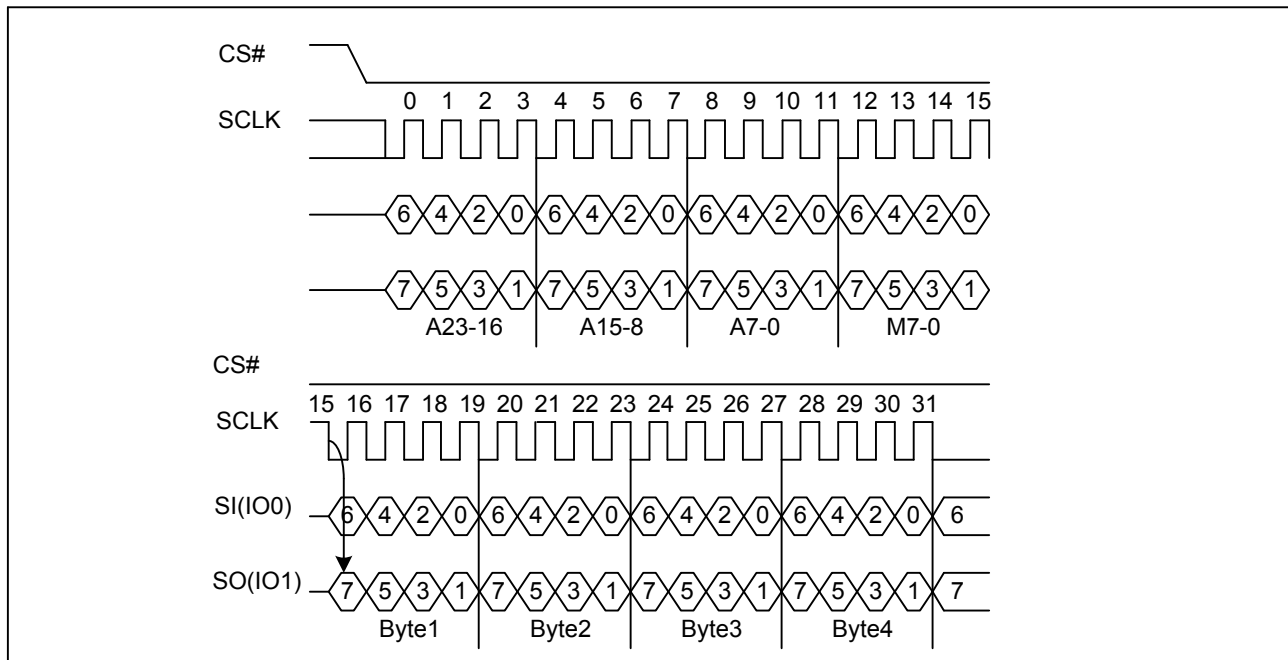 CS#
0 1 2 3 4 5 6 7 8 9 10 11 12 13 14 15
SCLK
6 4 2 0 6 4 2 0 6 4 2 0 6 4 2 0
7 5 3 1 7 5 3 1 7 5 3 1 7 5 3 1
A23-16 A15-8 A7-0 M7-0
CS#
15 16 17 18 19 20 21 22 23 24 25 26 27 28 29 30 31
SCLK
SI(IO0) 6 4 2 0 6 4 2 0 6 4 2 0 6 4 2 0 6
SO(IO1) 7 5 3 1 7 5 3 1 7 5 3 1 7 5 3 1 7
Byte1 Byte2 Byte3 Byte4